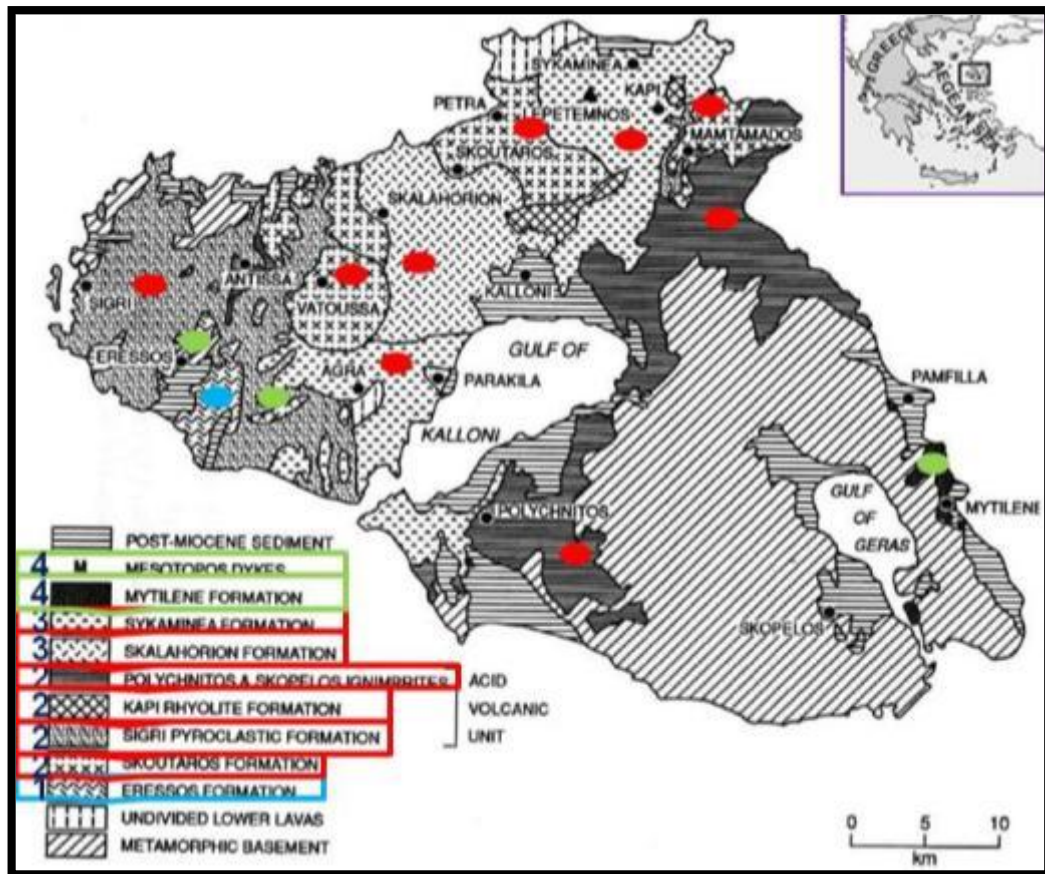 GREECE
AEGEAN SEA
SYKAMINEA
KAPI
PETRA
LEPETEMNOS
MAMTAMADOS
SKOUTAROS
SKALAHORION
ANTISSA
KALLONI
SIGRI
VATOUSSA
GULF OF
ERESSOS
AGRA
PARAKILA
PAMFILLA
KALLONI
GULF
OF
GERAS
POLYCHNITOS
MYTILENE
SKOPELOS
POST-MIOCENE SEDIMENT
4 M MESOTOPOS DYKES
4 MYTILENE FORMATION
3 SYKAMINEA FORMATION
3 SKALAHORION FORMATION
2 POLYCHNITOS & SKOPELOS IGNIMBRITES
2 KAPI RHYOLITE FORMATION
2 SIGRI PYROCLASTIC FORMATION
ACID
VOLCANIC
UNIT
2 SKOUTAROS FORMATION
1 ERESSOS FORMATION
UNDIVIDED LOWER LAVAS
METAMORPHIC BASEMENT
0 5 10
km